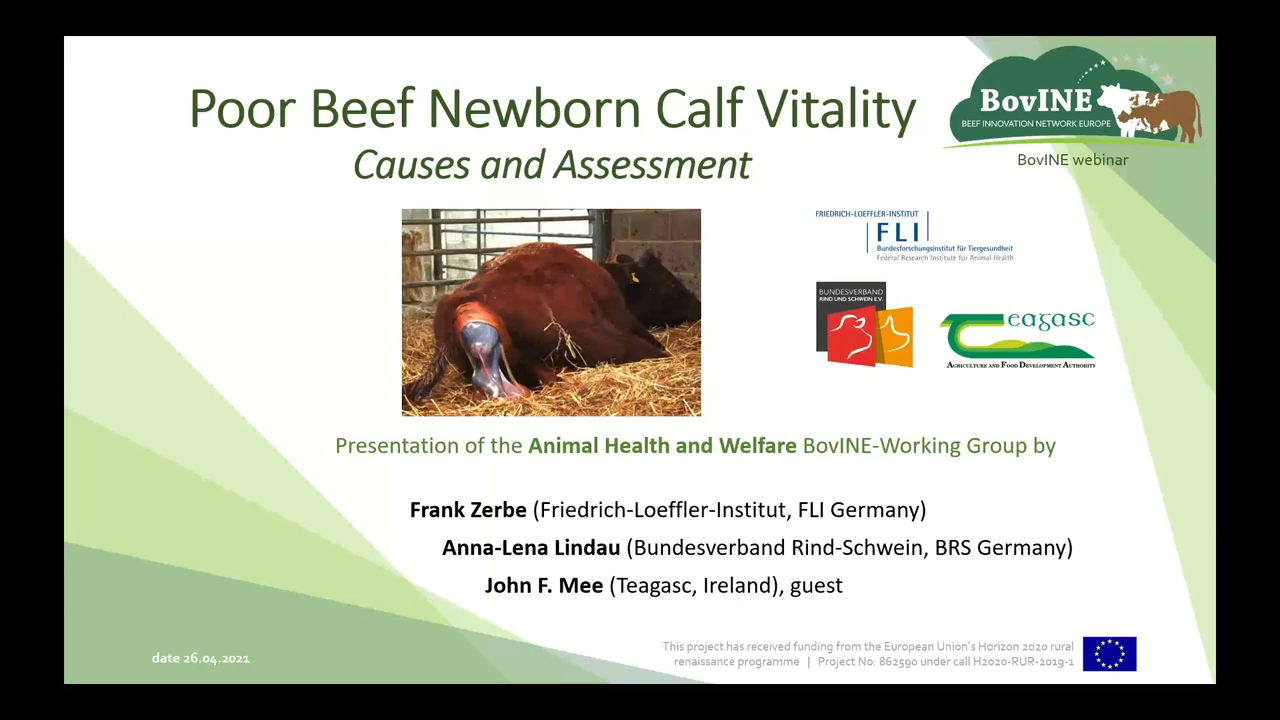 Poor Beef Newborn Calf Vitality
Causes and Assessment
BovINE
BEEF INNOVATION NETWORK EUROPE
BovINE webinar
FRIEDRICH-LOEFFLER-INSTITUT
FLI
Bundesforschungsinstitut für Tiergesundheit
Federal Research Institute for Animal Health
BUNDESVERBAND
RIND UND SCHWEIN E.V.
eagasc
AGRICULTURE AND FOOD DEVELOPMENT AUTHORITY
Presentation of the Animal Health and Welfare BovINE-Working Group by
Frank Zerbe (Friedrich-Loeffler-Institut, FLI Germany)
Anna-Lena Lindau (Bundesverband Rind-Schwein, BRS Germany)
John F. Mee (Teagasc, Ireland), guest
date 26.04.2021
This project has received funding from the European Union's Horizon 2020 rural
renaissance programme | Project No: 862590 under call H2020-RUR-2019-1